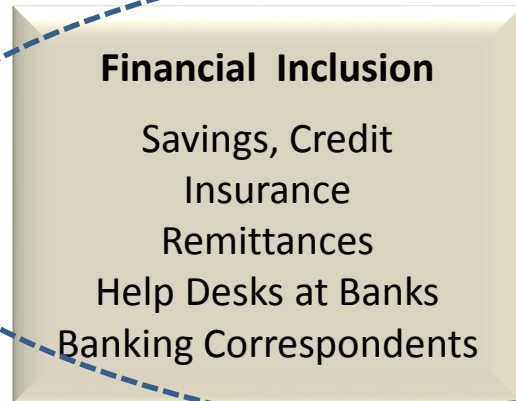 Financial Inclusion
Savings, Credit
Insurance
Remittances
Help Desks at Banks
Banking Correspondents